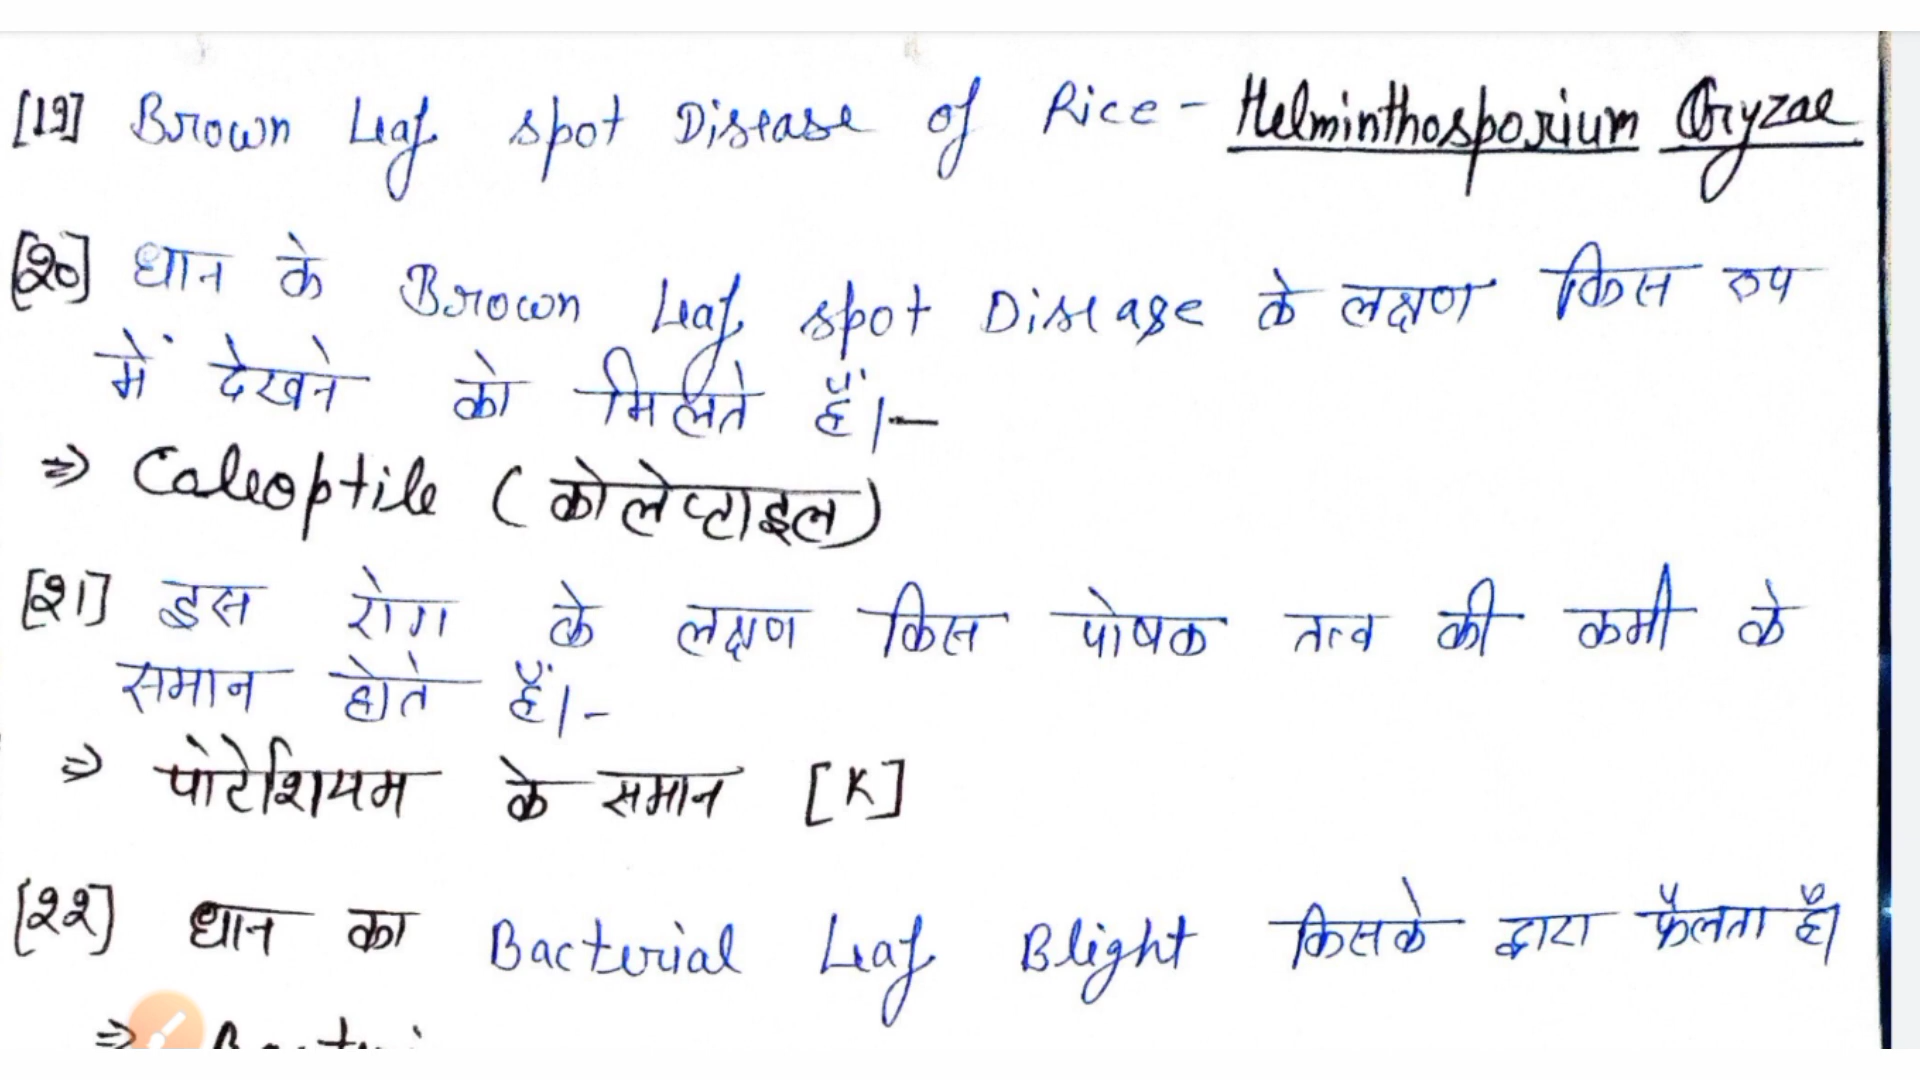 [19] Brown Leaf spot Disease of Rice - Helminthosporium Oryzae
[20] धान के Brown Leaf spot Disease के लक्षण किस रुप
में देखने को मिलते हैं।-
⇒ Coleoptile (कोलेप्टाइल)
[21] इस रोग के लक्षण किस पोषक तत्व की कमी के
समान होते हैं।-
⇒ पोटेशियम के समान [K]
[22] धान का Bacterial Leaf Blight किसके द्वारा फैलता है।
⇒